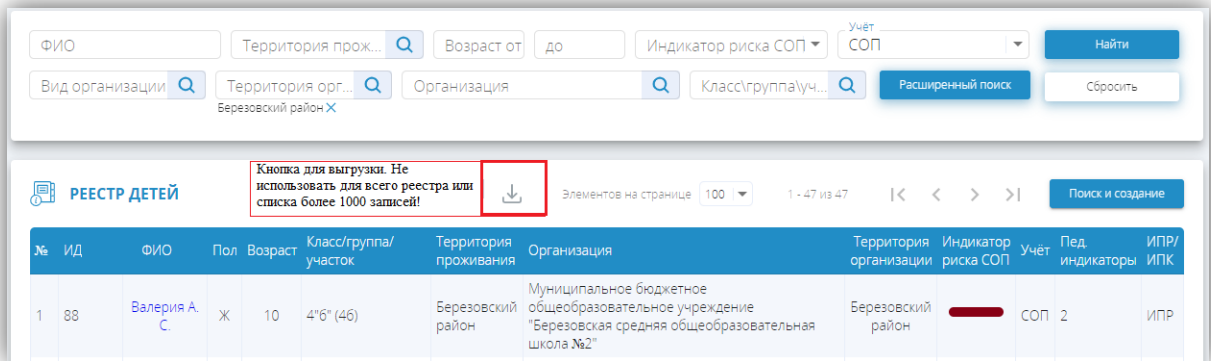 Учёт
ФИО
Территория прож...
Возраст от
до
Индикатор риска СОП
СОП
Найти
Вид организации
Территория орг...
Организация
Класс\группа\уч...
Расширенный поиск
Сбросить
Березовский район
Кнопка для выгрузки. Не
использовать для всего реестра или
списка более 1000 записей!
РЕЕСТР ДЕТЕЙ
Элементов на странице
100
1 - 47 из 47
Поиск и создание
№
ИД
ФИО
Пол
Возраст
Класс/группа/
участок
Территория
проживания
Организация
Территория
организации
Индикатор
риска СОП
Учёт
Пед.
индикаторы
ИПР/
ИПК
1
88
Валерия А.
С.
Ж
10
4"б" (4б)
Березовский
район
Муниципальное бюджетное
общеобразовательное учреждение
"Березовская средняя общеобразовательная
школа №2"
Березовский
район
СОП
2
ИПР